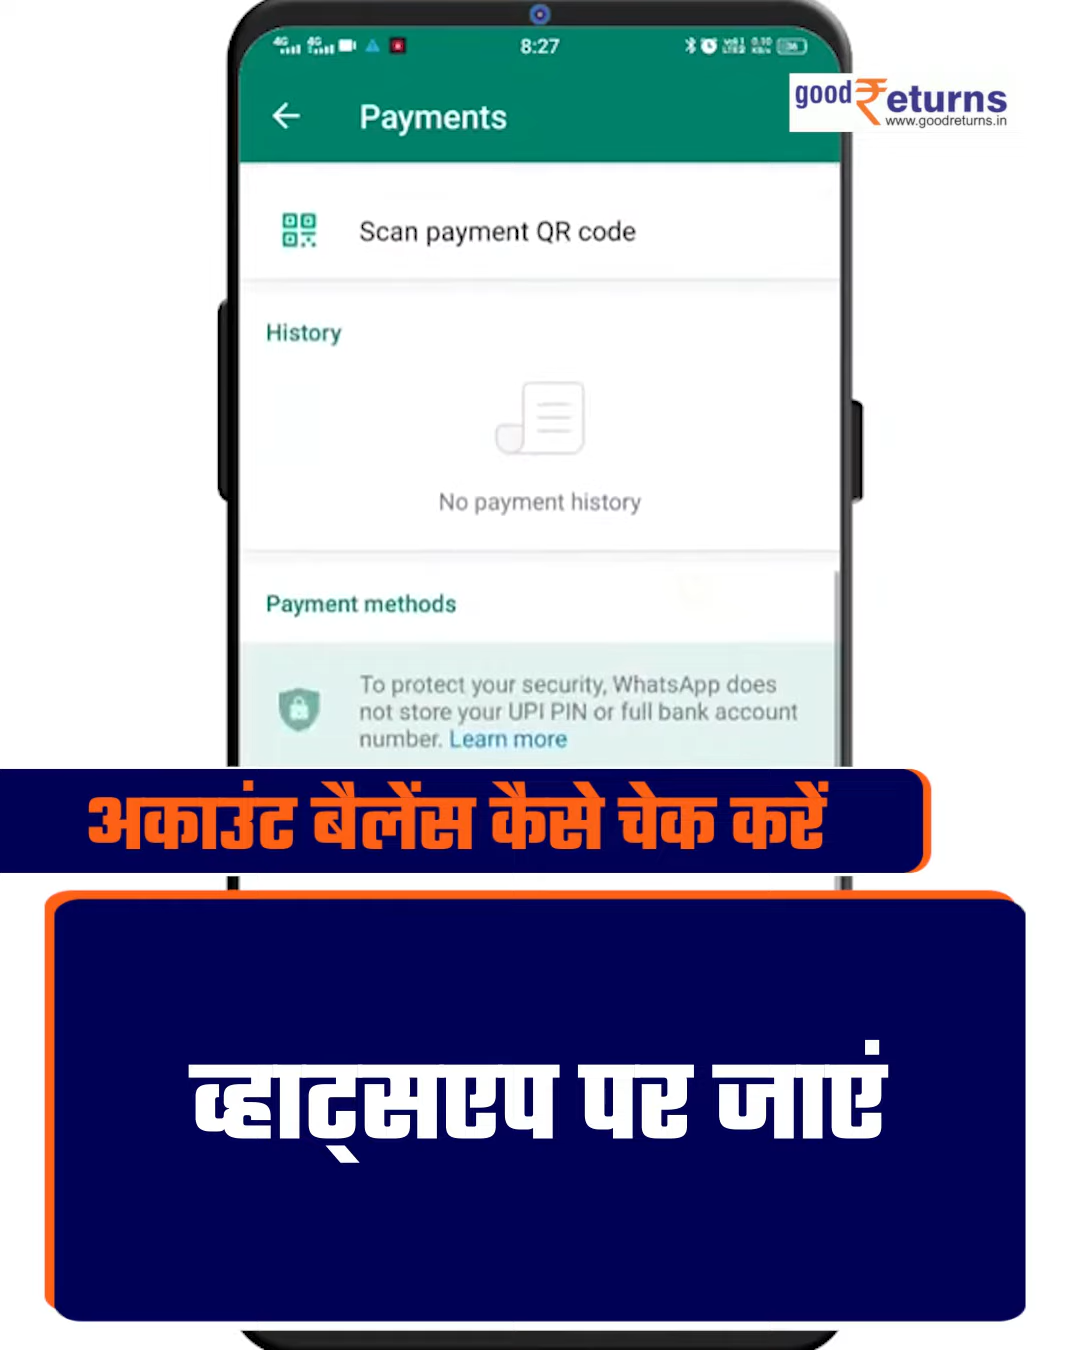 8:27
good₹eturns
www.goodreturns.in
Payments
Scan payment QR code
History
No payment history
Payment methods
To protect your security, WhatsApp does
not store your UPI PIN or full bank account
number. Learn more
अकाउंट बैलेंस कैसे चेक करें
व्हाट्सएप पर जाएं